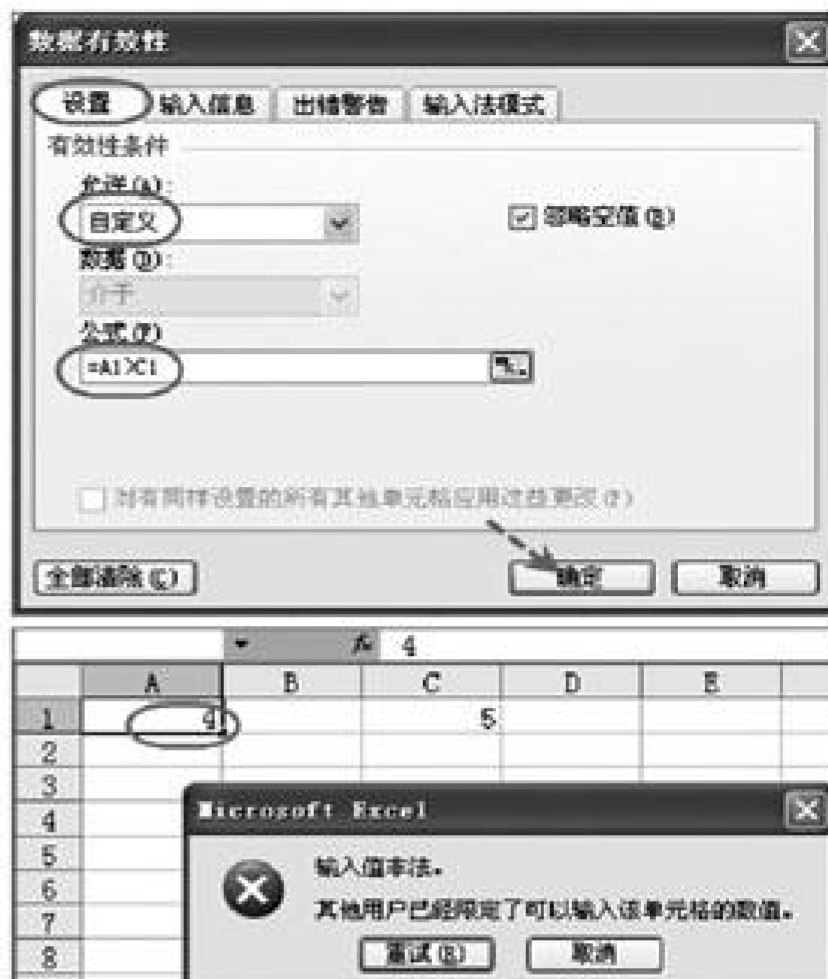 数据有效性
设置 输入信息 出错警告 输入法模式
有效性条件
允许(A):
自定义
忽略空值(B)
数据(D):
介于
公式(F)
=A1>C1
对有同样设置的所有其他单元格应用这些更改(P)
全部清除(C) 确定 取消
4
A B C D E
1 4 5
2
3
4
5
6
7
8
Microsoft Excel
输入值非法。
其他用户已经限定了可以输入该单元格的数值。
重试(R) 取消